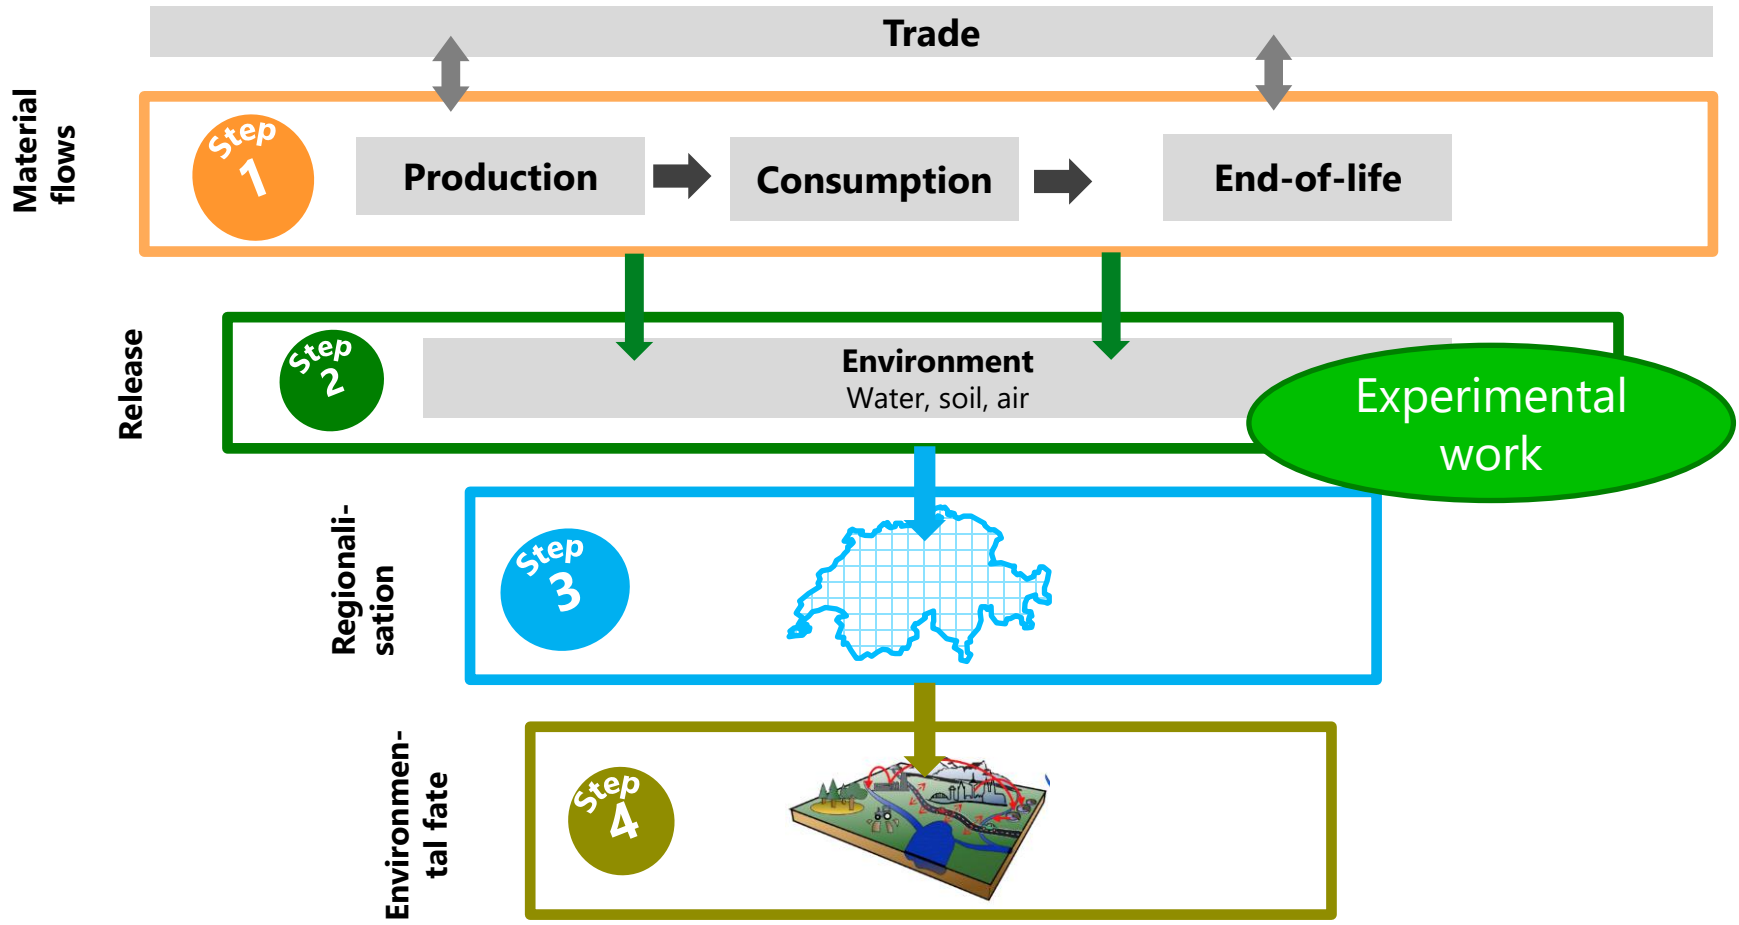 Trade
Material
flows
Step
1
Production
Consumption
End-of-life
Release
Step
2
Environment
Water, soil, air
Experimental
work
Regionali-
sation
Step
3
Environmen-
tal fate
Step
4